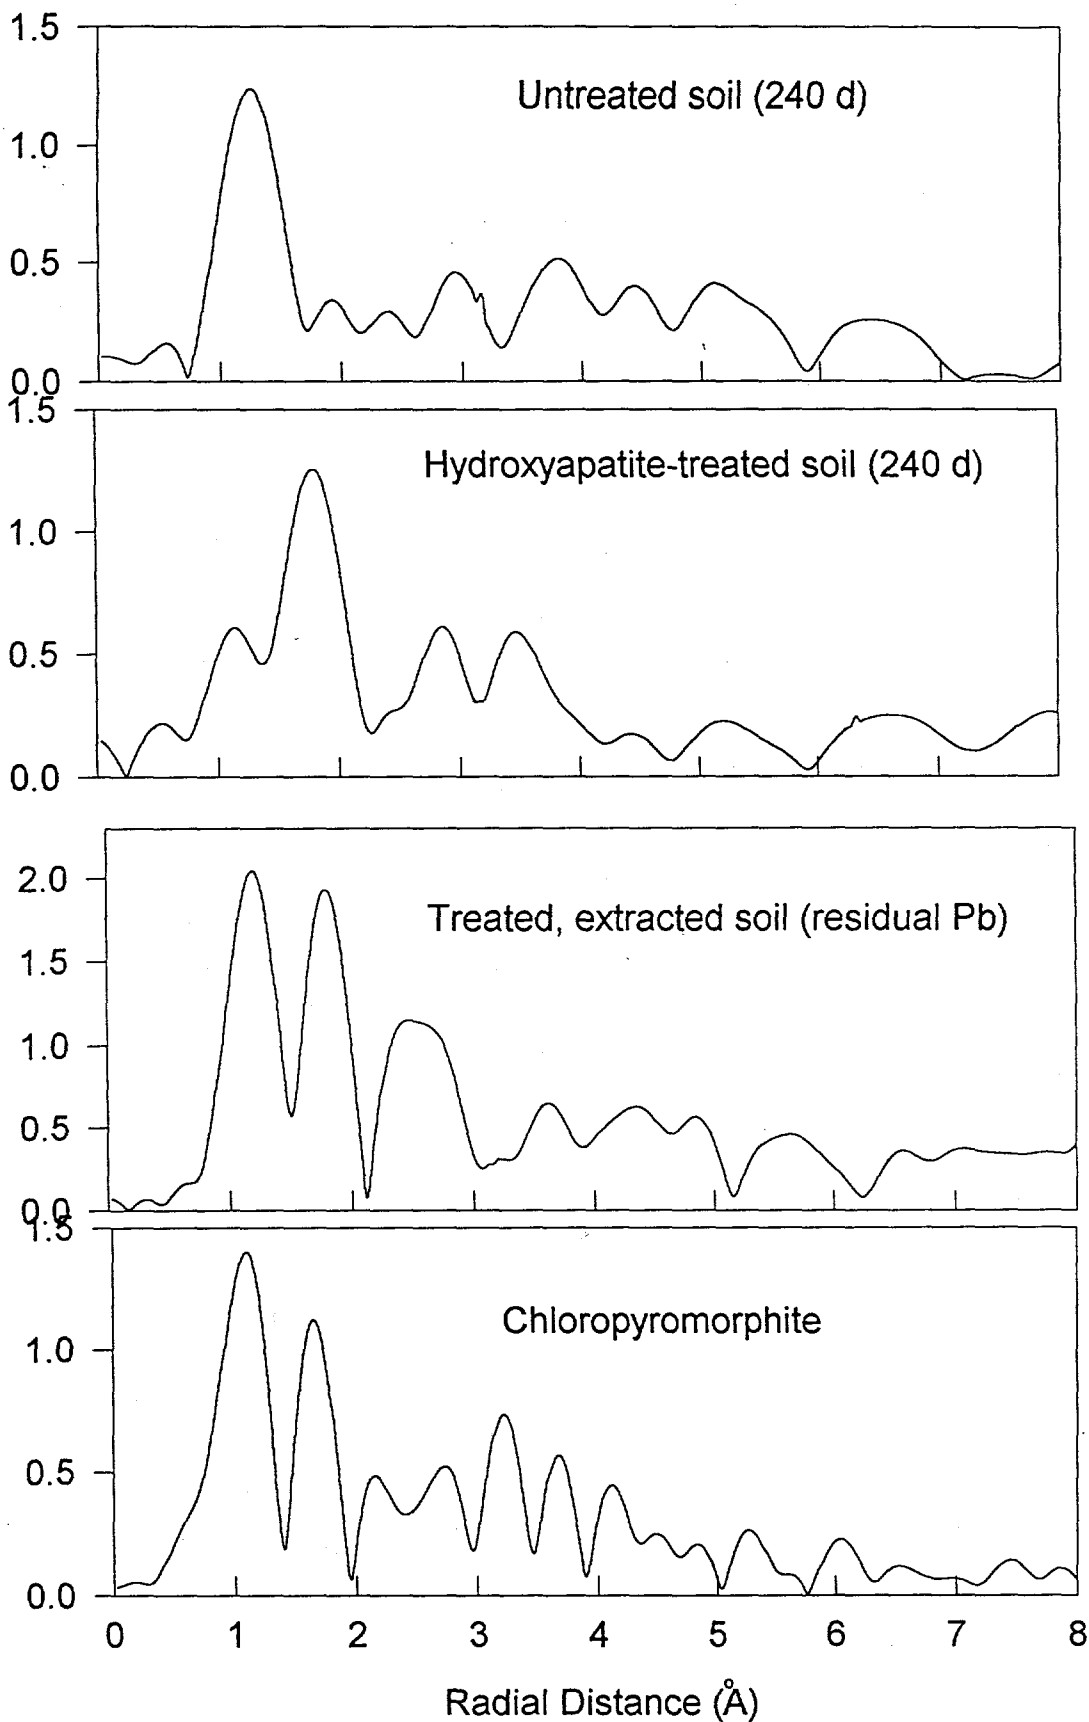 1.5
Untreated soil (240 d)
1.0
0.5
0.0
1.5
Hydroxyapatite-treated soil (240 d)
1.0
0.5
0.0
2.0
Treated, extracted soil (residual Pb)
1.5
1.0
0.5
0.0
1.5
Chloropyromorphite
1.0
0.5
0.0
0 1 2 3 4 5 6 7 8
Radial Distance (Å)